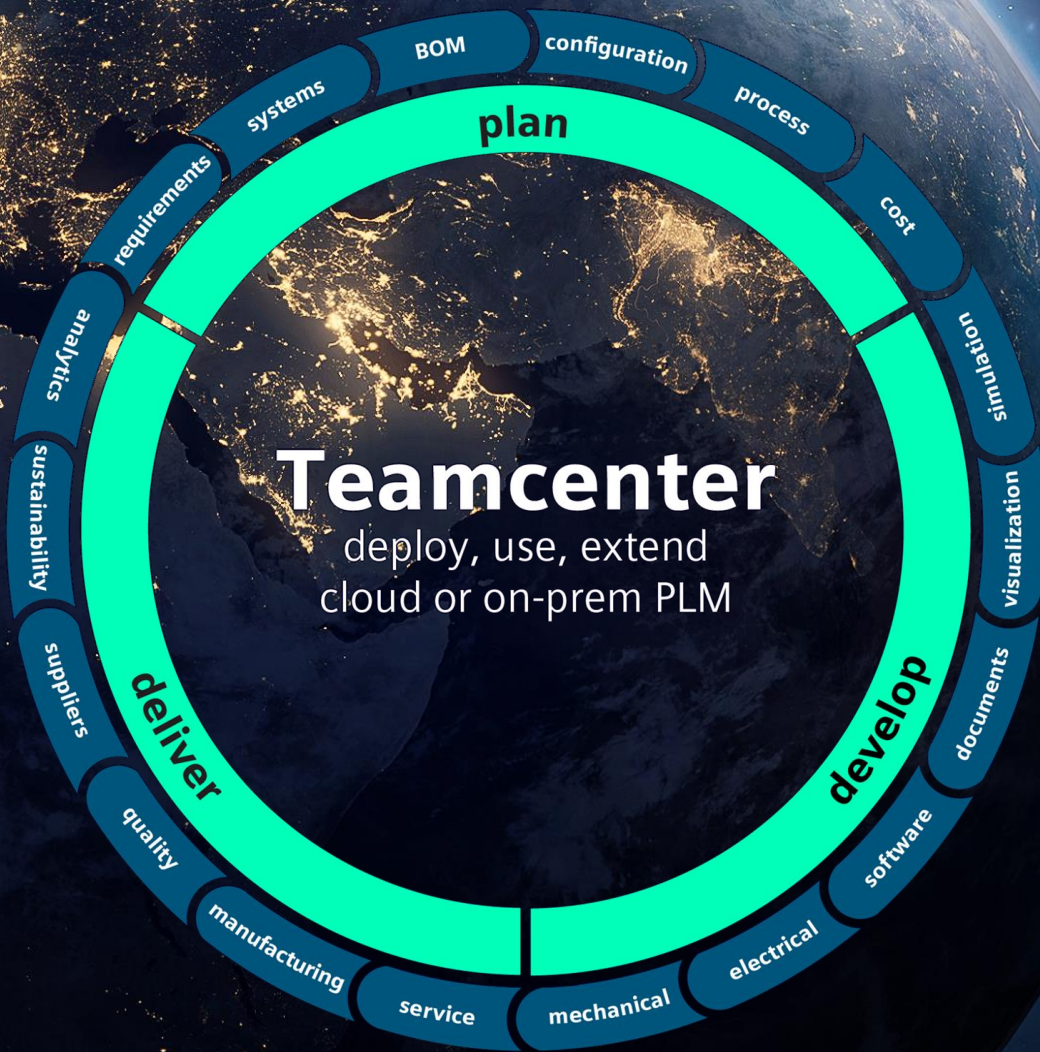 BOM
configuration
process
cost
simulation
visualization
documents
software
electrical
mechanical
service
manufacturing
quality
suppliers
sustainability
analytics
requirements
systems
plan
develop
deliver
Teamcenter
deploy, use, extend
cloud or on-prem PLM